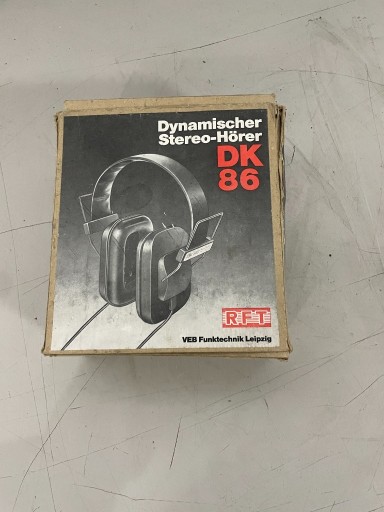 Dynamischer
Stereo-Hörer
DK
86
RFT
VEB Funktechnik Leipzig